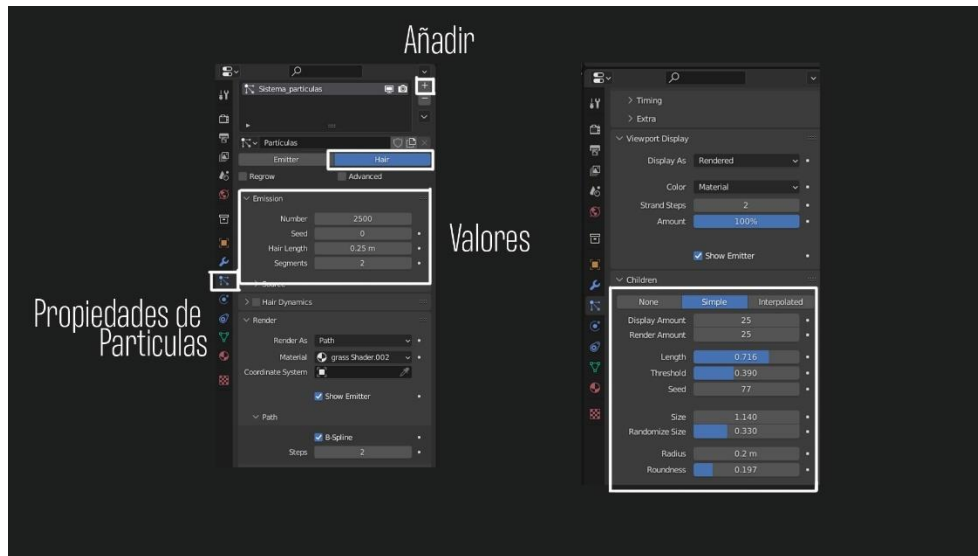 Añadir
Sistema_particulas
Particulas
Emitter Hair
Regrow Advanced
Emission
Number 2500
Seed 0
Hair Length 0.25 m
Segments 2
Source
Hair Dynamics
Render
Render As Path
Material grass Shader.002
Coordinate System
Show Emitter
Path
B-Spline
Steps 2
Propiedades de
Particulas
Valores
Timing
Extra
Viewport Display
Display As Rendered
Color Material
Strand Steps 2
Amount 100%
Show Emitter
Children
None Simple Interpolated
Display Amount 25
Render Amount 25
Length 0.716
Threshold 0.390
Seed 77
Size 1.140
Randomize Size 0.330
Radius 0.2 m
Roundness 0.197